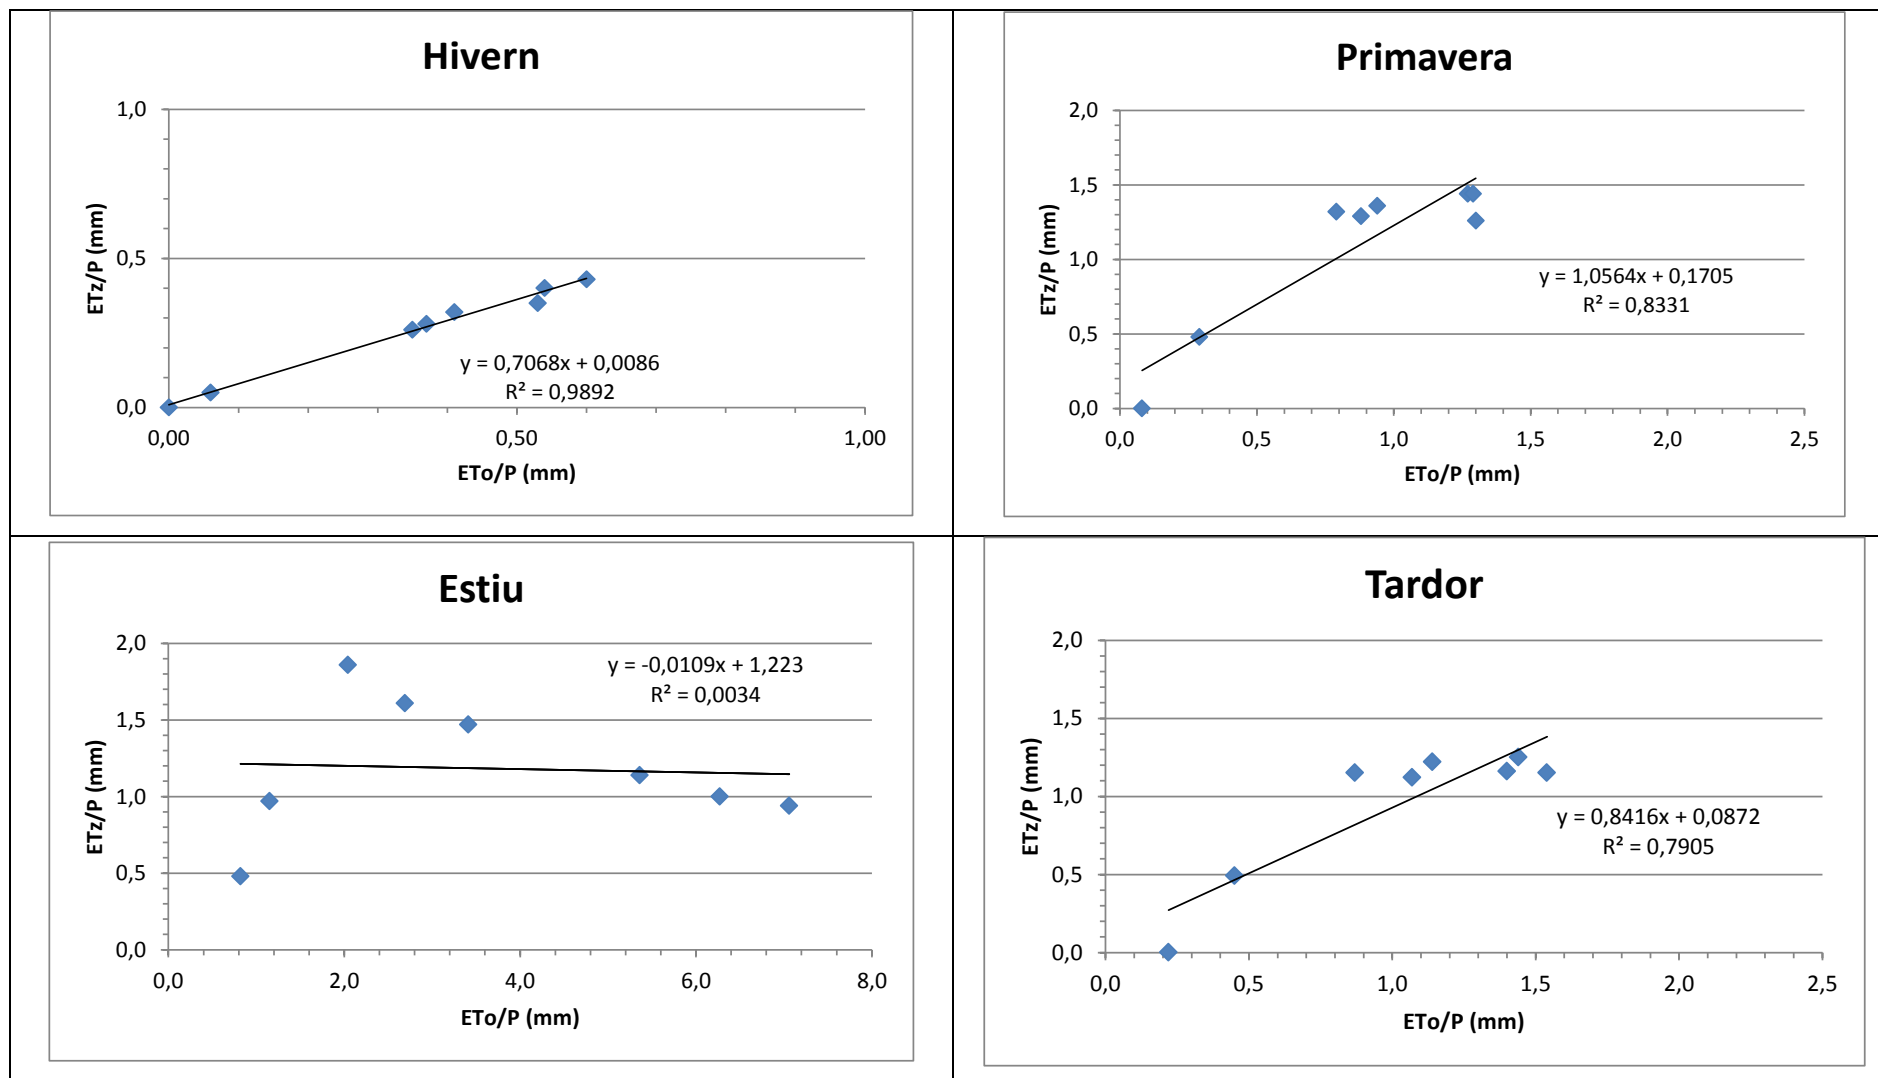 Hivern
1,0
0,5
0,0
0,00
0,50
1,00
ETz/P (mm)
ETo/P (mm)
y = 0,7068x + 0,0086
R² = 0,9892
Primavera
2,0
1,5
1,0
0,5
0,0
0,0
0,5
1,0
1,5
2,0
2,5
ETz/P (mm)
ETo/P (mm)
y = 1,0564x + 0,1705
R² = 0,8331
Estiu
2,0
1,5
1,0
0,5
0,0
0,0
2,0
4,0
6,0
8,0
ETz/P (mm)
ETo/P (mm)
y = -0,0109x + 1,223
R² = 0,0034
Tardor
2,0
1,5
1,0
0,5
0,0
0,0
0,5
1,0
1,5
2,0
2,5
ETz/P (mm)
ETo/P (mm)
y = 0,8416x + 0,0872
R² = 0,7905